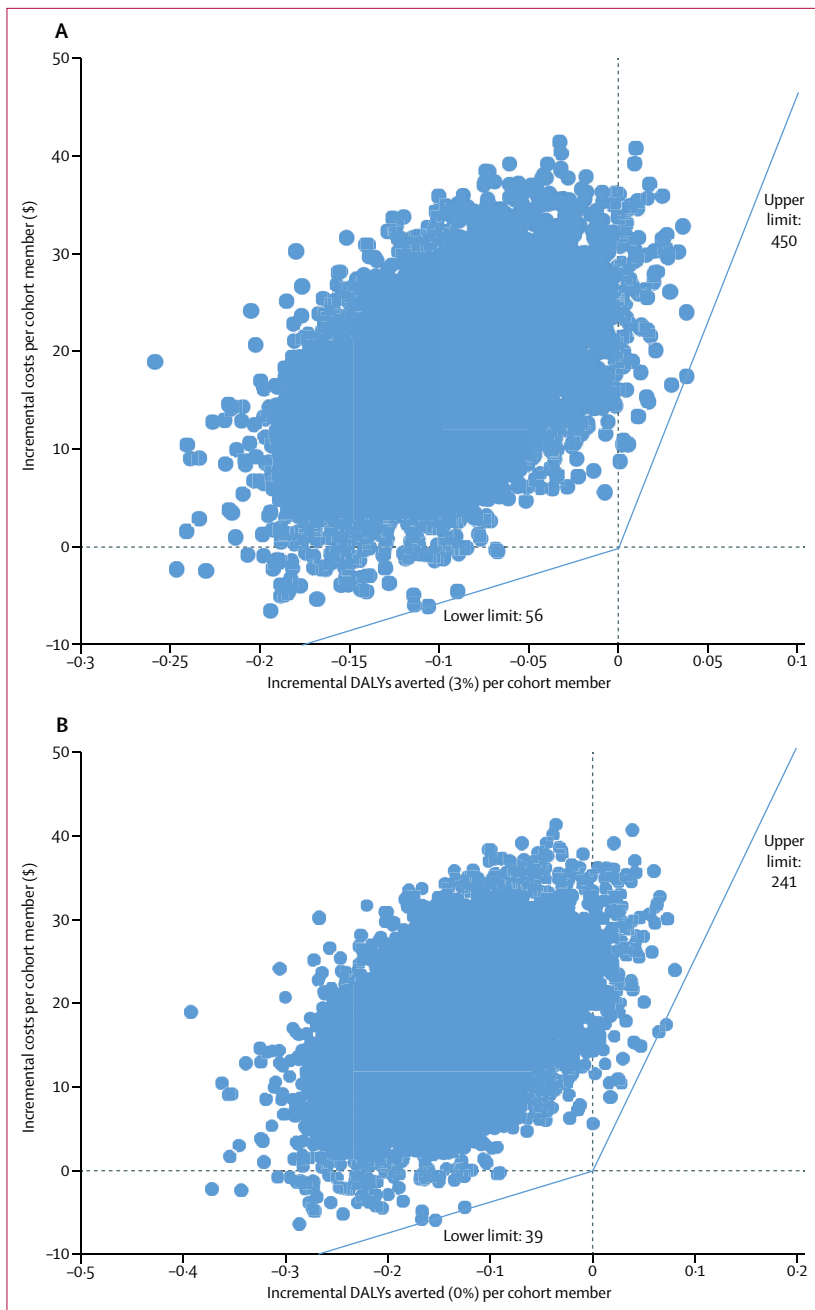 A
50
40
30
20
10
0
–10
Incremental costs per cohort member ($)
Upper
limit:
450
Lower limit: 56
–0·3
–0·25
–0·2
–0·15
–0·1
–0·05
0
0·05
0·1
Incremental DALYs averted (3%) per cohort member
B
50
40
30
20
10
0
–10
Incremental costs per cohort member ($)
Upper
limit:
241
Lower limit: 39
–0·5
–0·4
–0·3
–0·2
–0·1
0
0·1
0·2
Incremental DALYs averted (0%) per cohort member